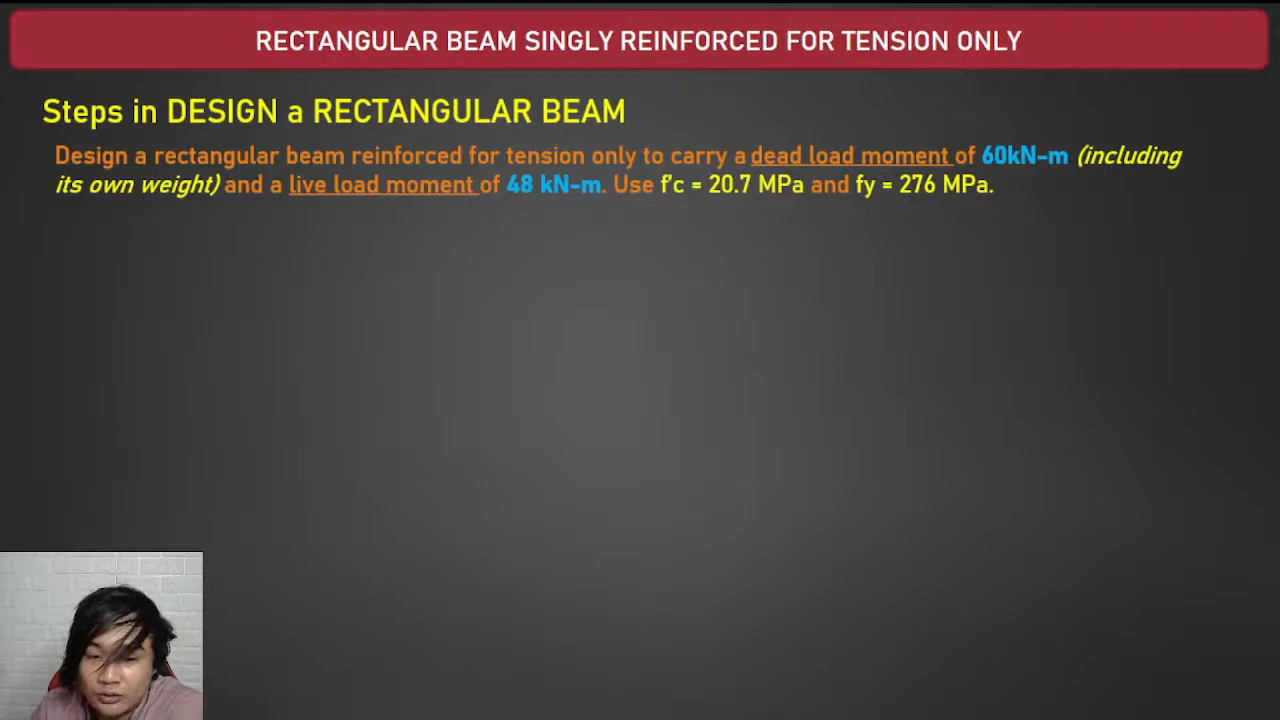 RECTANGULAR BEAM SINGLY REINFORCED FOR TENSION ONLY
Steps in DESIGN a RECTANGULAR BEAM
Design a rectangular beam reinforced for tension only to carry a dead load moment of 60kN-m (including
its own weight) and a live load moment of 48 kN-m. Use f'c = 20.7 MPa and fy = 276 MPa.